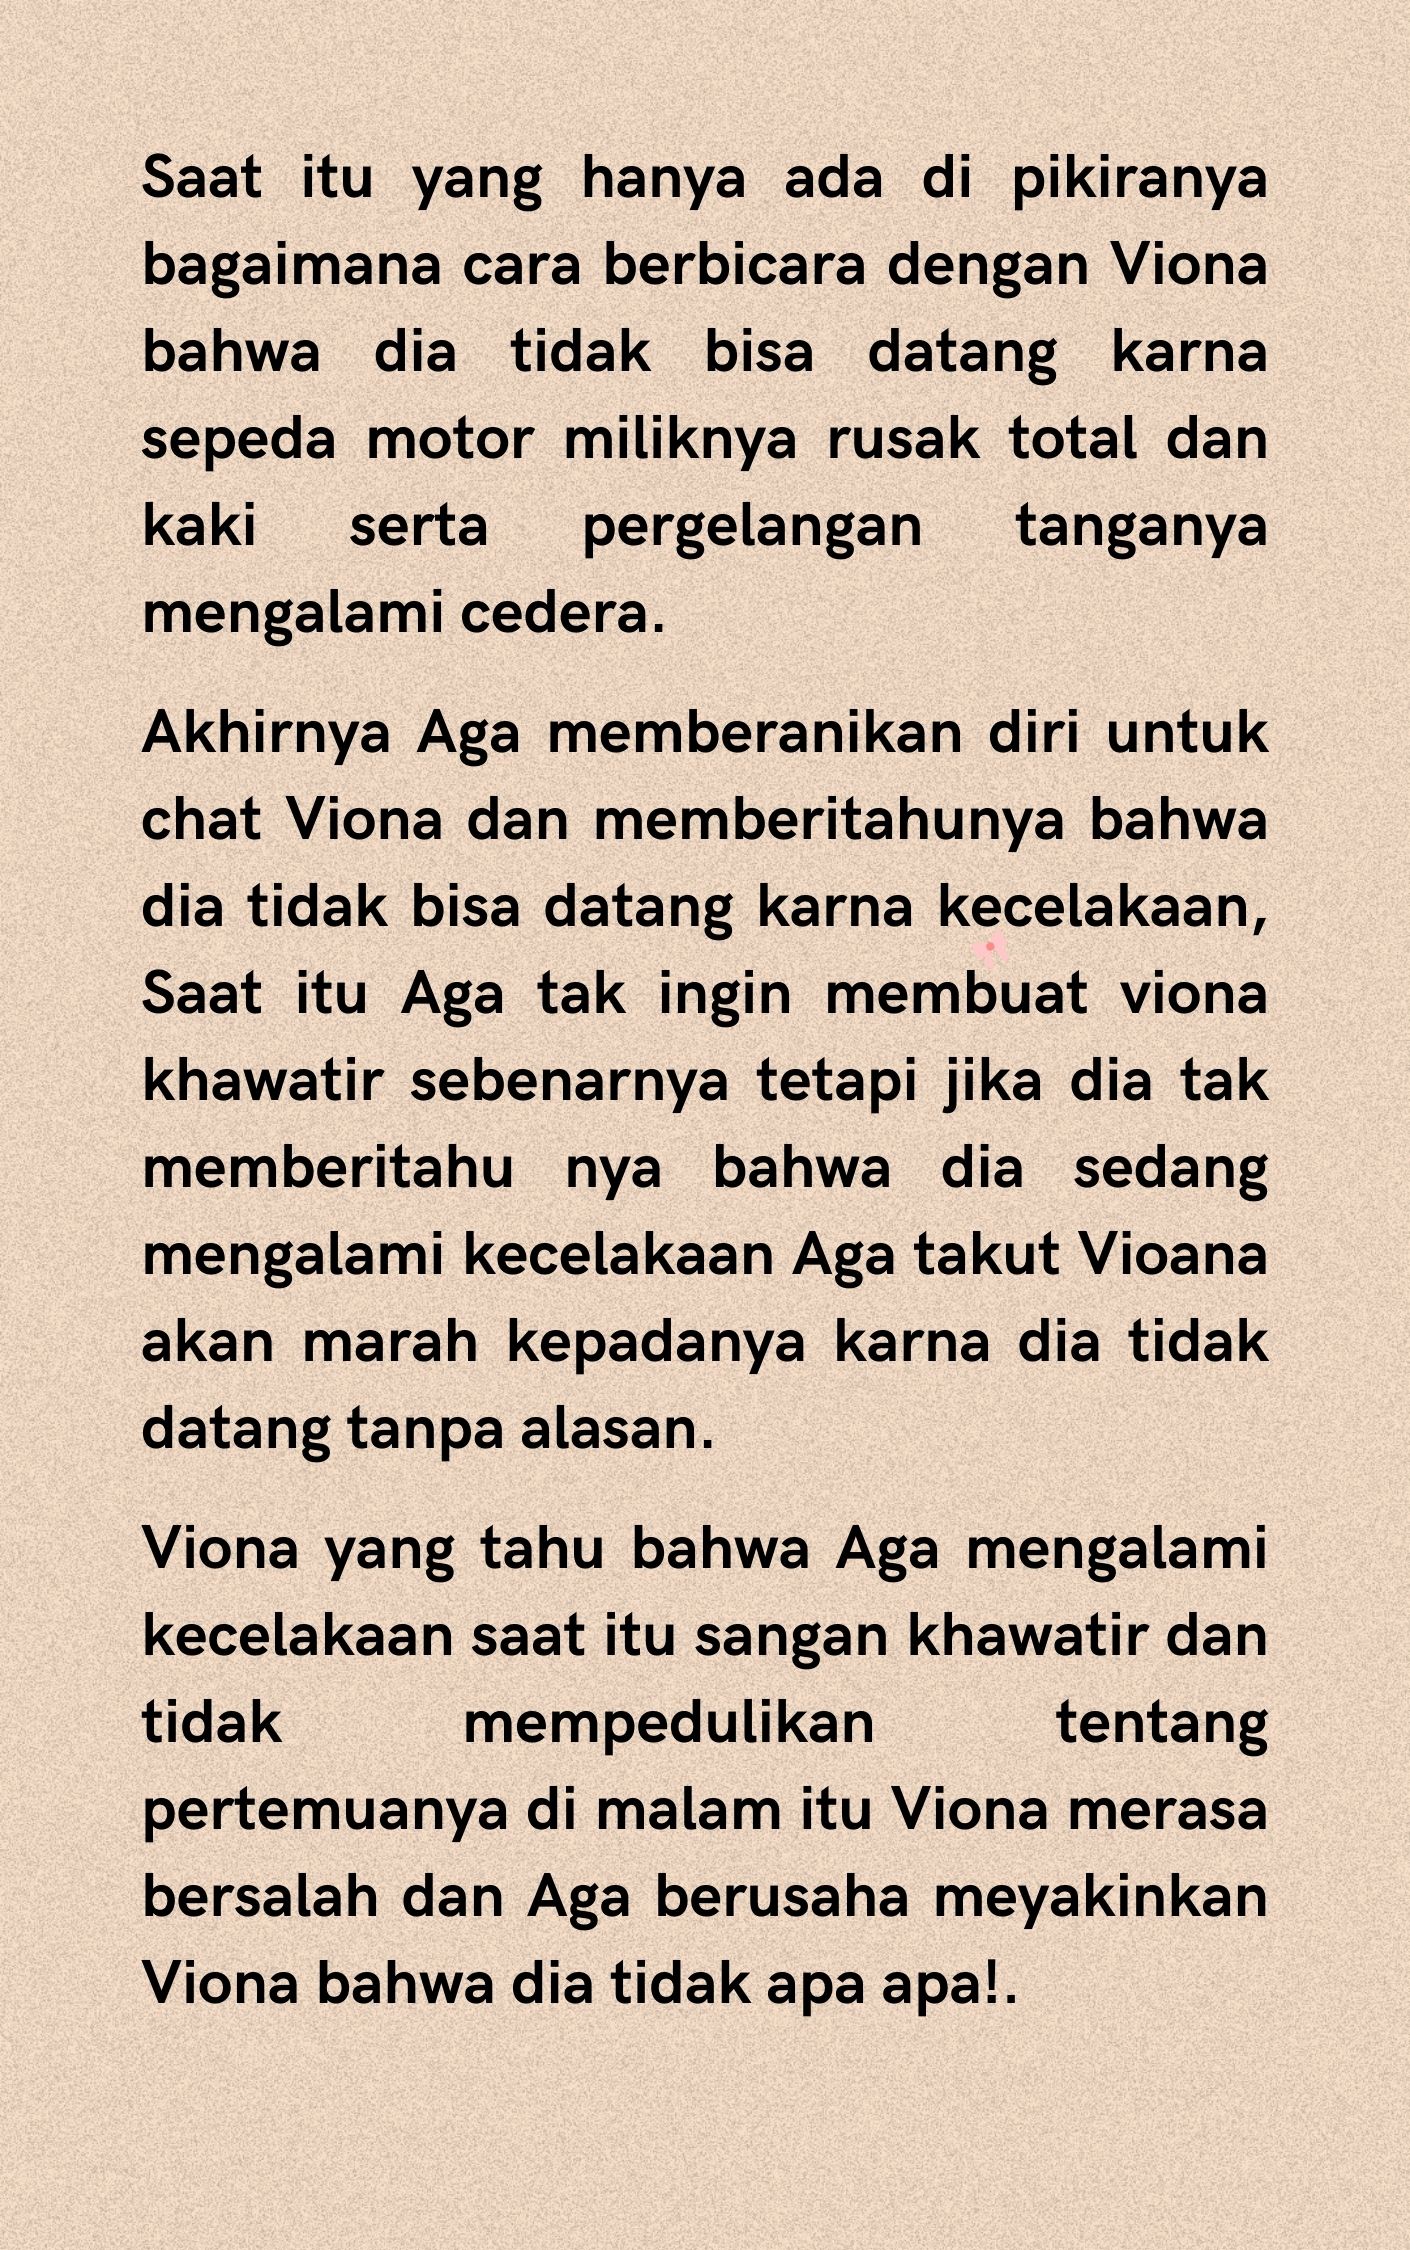 Saat itu yang hanya ada di pikiranya
bagaimana cara berbicara dengan Viona
bahwa dia tidak bisa datang karna
sepeda motor miliknya rusak total dan
kaki serta pergelangan tanganya
mengalami cedera.
Akhirnya Aga memberanikan diri untuk
chat Viona dan memberitahunya bahwa
dia tidak bisa datang karna kecelakaan,
Saat itu Aga tak ingin membuat viona
khawatir sebenarnya tetapi jika dia tak
memberitahu nya bahwa dia sedang
mengalami kecelakaan Aga takut Vioana
akan marah kepadanya karna dia tidak
datang tanpa alasan.
Viona yang tahu bahwa Aga mengalami
kecelakaan saat itu sangan khawatir dan
tidak mempedulikan tentang
pertemuanya di malam itu Viona merasa
bersalah dan Aga berusaha meyakinkan
Viona bahwa dia tidak apa apa!.